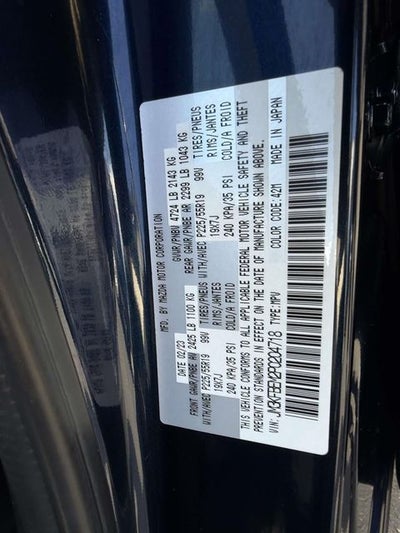 MFD. BY MAZDA MOTOR CORPORATION
DATE 02/23 GVWR/PNBV 4724 LB 2143 KG
FRONT GAWR/PNBE AV 2425 LB 1100 KG REAR GAWR/PNBE AR 2299 LB 1043 KG
WITH/AVEC P225/55R19 99V TIRES/PNEUS WITH/AVEC P225/55R19 99V TIRES/PNEUS
19X7J RIMS/JANTES 19X7J RIMS/JANTES
240 KPA/35 PSI COLD/A FROID 240 KPA/35 PSI COLD/A FROID
THIS VEHICLE CONFORMS TO ALL APPLICABLE FEDERAL MOTOR VEHICLE SAFETY AND THEFT
PREVENTION STANDARDS IN EFFECT ON THE DATE OF MANUFACTURE SHOWN ABOVE.
VIN: JM3KFBBM2P0204718 TYPE:MPV COLOR CODE:42M MADE IN JAPAN